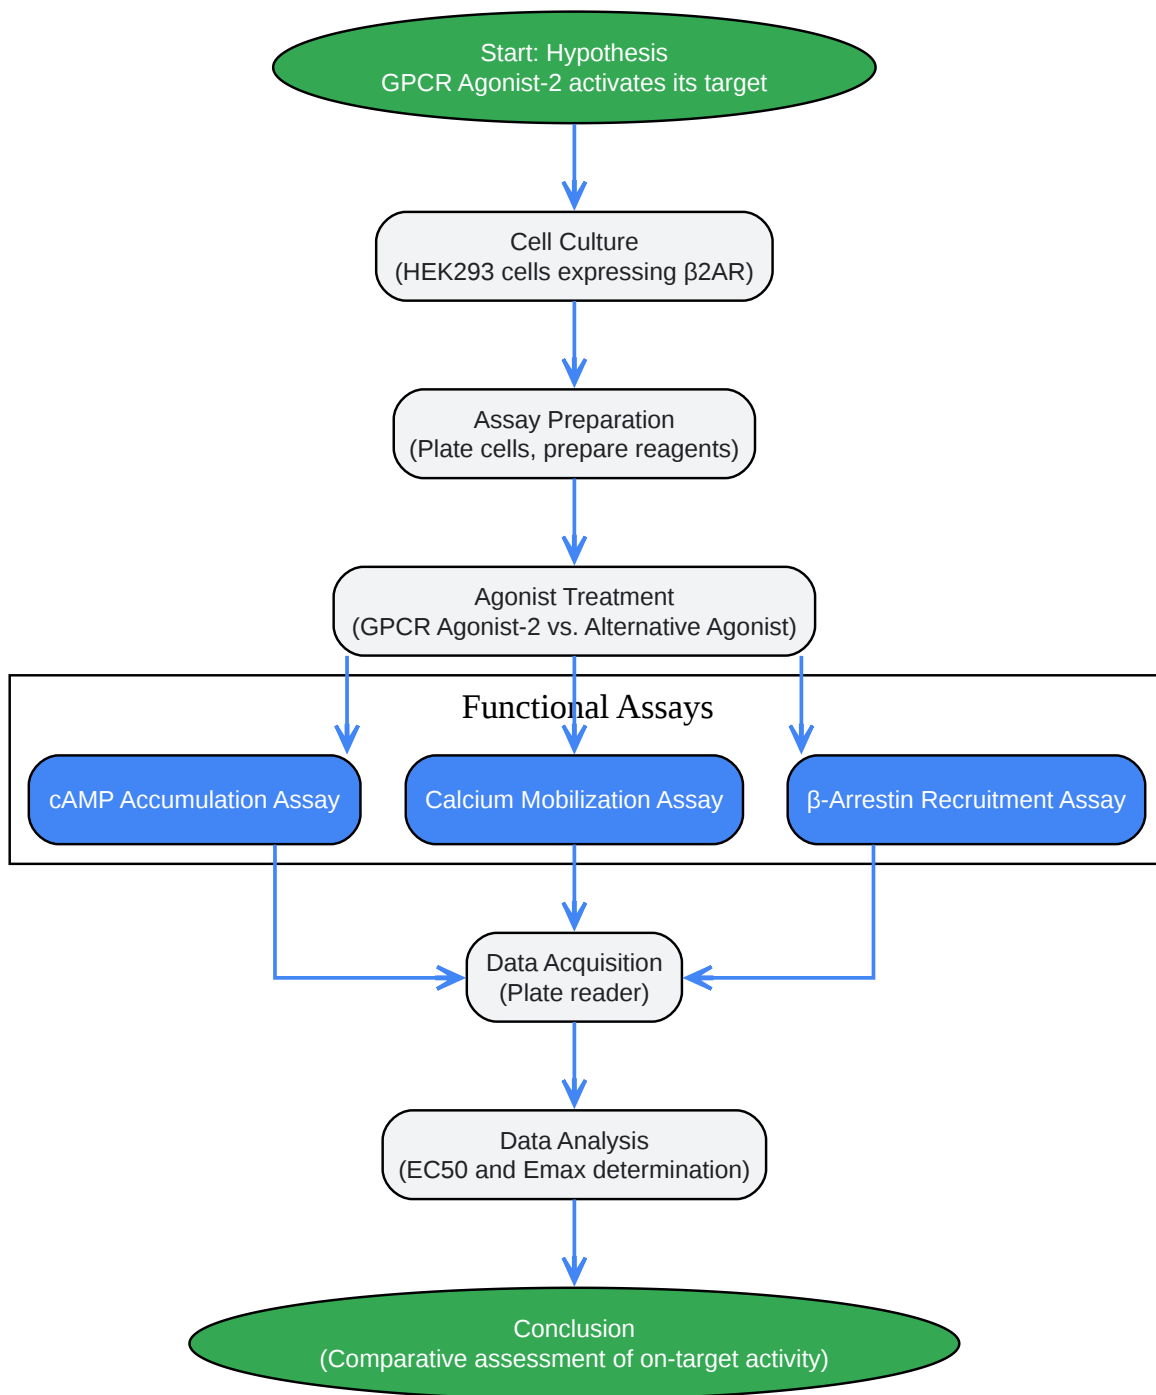 Start: Hypothesis
GPCR Agonist-2 activates its target
Cell Culture
(HEK293 cells expressing β2AR)
Assay Preparation
(Plate cells, prepare reagents)
Agonist Treatment
(GPCR Agonist-2 vs. Alternative Agonist)
Functional Assays
cAMP Accumulation Assay
Calcium Mobilization Assay
β-Arrestin Recruitment Assay
Data Acquisition
(Plate reader)
Data Analysis
(EC50 and Emax determination)
Conclusion
(Comparative assessment of on-target activity)